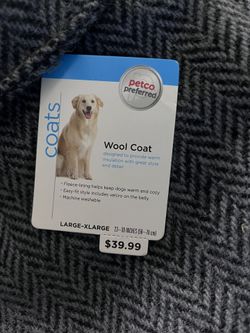 petco
preferred
coats
Wool Coat
designed to provide warm
insulation with great style
and detail
• Fleece-lining helps keep dogs warm and cozy
• Easy-fit style includes velcro on the belly
• Machine washable
LARGE-XLARGE
$39.99